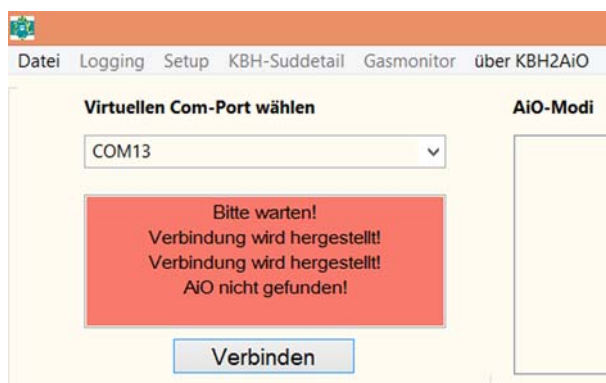 Datei Logging Setup KBH-Suddetail Gasmonitor über KBH2AiO
Virtuellen Com-Port wählen
AiO-Modi
COM13
Bitte warten!
Verbindung wird hergestellt!
Verbindung wird hergestellt!
AiO nicht gefunden!
Verbinden